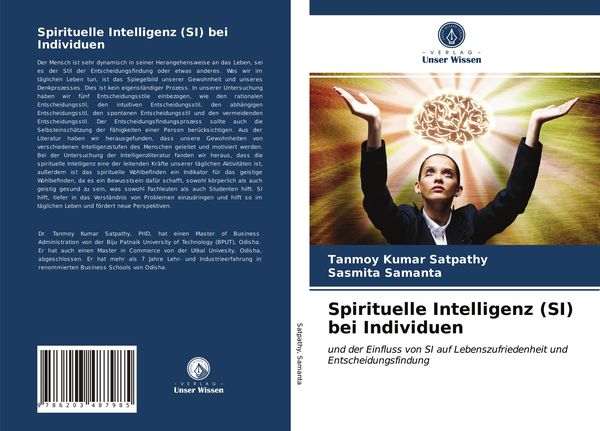 Spirituelle Intelligenz (SI) bei
Individuen
Der Mensch ist sehr dynamisch in seiner Herangehensweise an das Leben, sei
es der Stil der Entscheidungsfindung oder etwas anderes. Was wir im
täglichen Leben tun, ist das Spiegelbild unserer Gewohnheit und unseres
Denkprozesses. Dies ist kein eigenständiger Prozess. In unserer Untersuchung
haben wir fünf Entscheidungsstile einbezogen, wie den rationalen
Entscheidungsstil, den intuitiven Entscheidungsstil, den abhängigen
Entscheidungsstil, den spontanen Entscheidungsstil und den vermeidenden
Entscheidungsstil. Der Entscheidungsfindungsprozess sollte auch die
Selbsteinschätzung der Fähigkeiten einer Person berücksichtigen. Aus der
Literatur haben wir herausgefunden, dass unsere Gewohnheiten von
verschiedenen Intelligenzstufen des Menschen geleitet und motiviert werden.
Bei der Untersuchung der Intelligenzliteratur fanden wir heraus, dass die
spirituelle Intelligenz eine der leitenden Kräfte unserer täglichen Aktivitäten ist,
außerdem ist das spirituelle Wohlbefinden ein Indikator für das geistige
Wohlbefinden, da es ein Bewusstsein dafür schafft, sowohl körperlich als auch
geistig gesund zu sein, was sowohl Fachleuten als auch Studenten hilft. SI
hilft, tiefer in das Verständnis von Problemen einzudringen und hilft so im
täglichen Leben und fördert neue Perspektiven.
Dr. Tanmoy Kumar Satpathy, PHD, hat einen Master of Business
Administration von der Biju Patnaik University of Technology (BPUT), Odisha.
Er hat auch einen Master in Commerce von der Utkal Univesity, Odisha,
abgeschlossen. Er hat mehr als 7 Jahre Lehr- und Industrieerfahrung in
renommierten Business Schools von Odisha.
9 786203 487985
VERLAG
Unser Wissen
Satpathy, Samanta
VERLAG
Unser Wissen
Tanmoy Kumar Satpathy
Sasmita Samanta
Spirituelle Intelligenz (SI)
bei Individuen
und der Einfluss von SI auf Lebenszufriedenheit und
Entscheidungsfindung